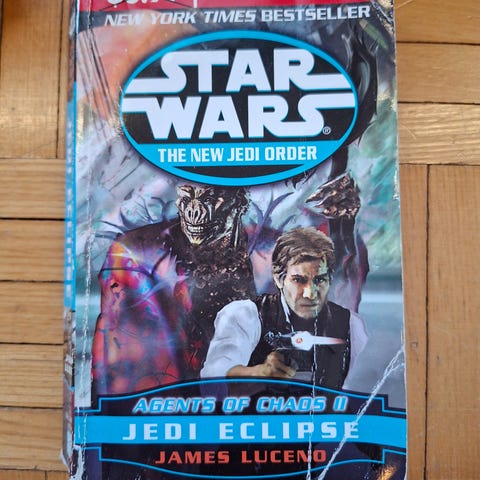 NEW YORK TIMES BESTSELLER
STAR
WARS®
THE NEW JEDI ORDER
AGENTS OF CHAOS II
JEDI ECLIPSE
JAMES LUCENO